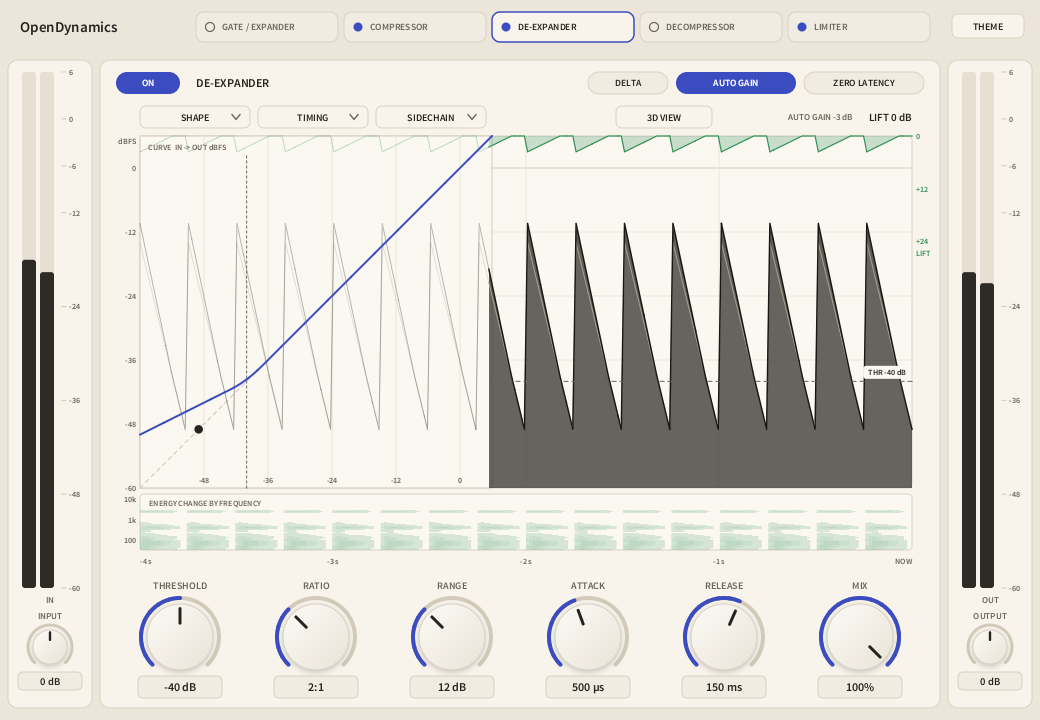 OpenDynamics
GATE / EXPANDER
COMPRESSOR
DE-EXPANDER
DECOMPRESSOR
LIMITER
THEME
ON
DE-EXPANDER
DELTA
AUTO GAIN
ZERO LATENCY
SHAPE
TIMING
SIDECHAIN
3D VIEW
AUTO GAIN -3 dB
LIFT 0 dB
6
0
-6
-12
-24
-36
-48
-60
IN
INPUT
0 dB
dBFS
CURVE IN -> OUT dBFS
0
-12
-24
-36
-48
-60
-48
-36
-24
-12
0
0
+12
+24
LIFT
THR -40 dB
10k
1k
100
ENERGY CHANGE BY FREQUENCY
-4s
-3s
-2s
-1s
NOW
THRESHOLD
RATIO
RANGE
ATTACK
RELEASE
MIX
-40 dB
2:1
12 dB
500 µs
150 ms
100%
6
0
-6
-12
-24
-36
-48
-60
OUT
OUTPUT
0 dB